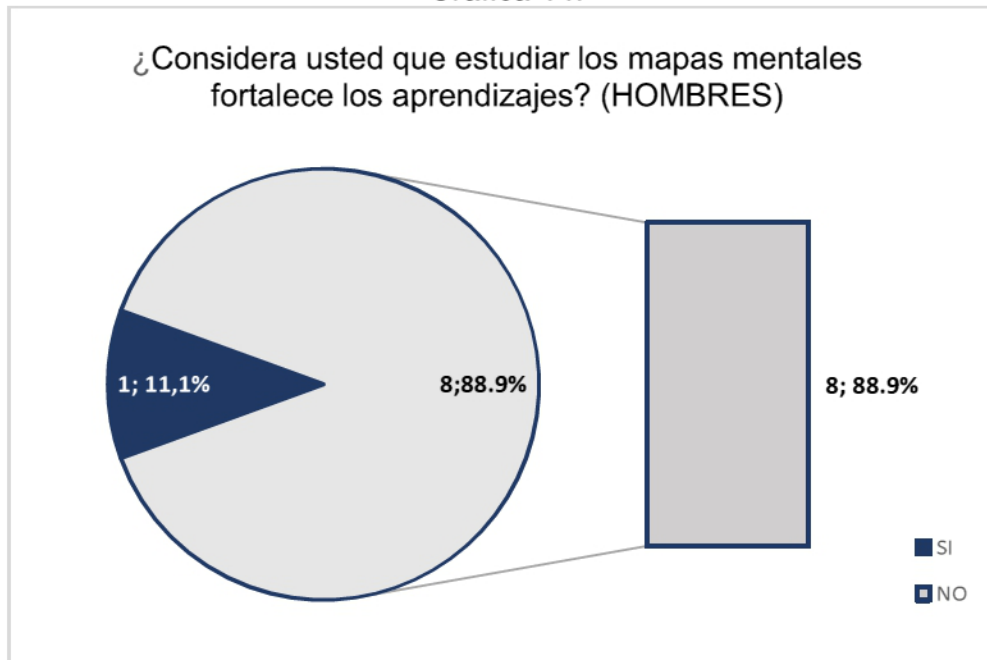 ¿Considera usted que estudiar los mapas mentales
fortalece los aprendizajes? (HOMBRES)
1; 11,1%
8;88.9%
8; 88.9%
SI
NO